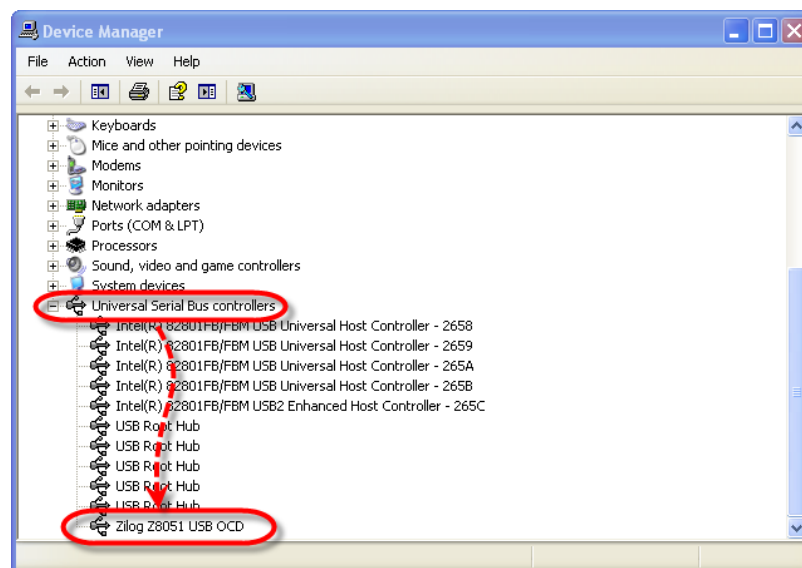 Device Manager
File Action View Help
Keyboards
Mice and other pointing devices
Modems
Monitors
Network adapters
Ports (COM & LPT)
Processors
Sound, video and game controllers
System devices
Universal Serial Bus controllers
Intel(R) 82801FB/FBM USB Universal Host Controller - 2658
Intel(R) 82801FB/FBM USB Universal Host Controller - 2659
Intel(R) 82801FB/FBM USB Universal Host Controller - 265A
Intel(R) 82801FB/FBM USB Universal Host Controller - 265B
Intel(R) 82801FB/FBM USB2 Enhanced Host Controller - 265C
USB Root Hub
USB Root Hub
USB Root Hub
USB Root Hub
USB Root Hub
Zilog Z8051 USB OCD